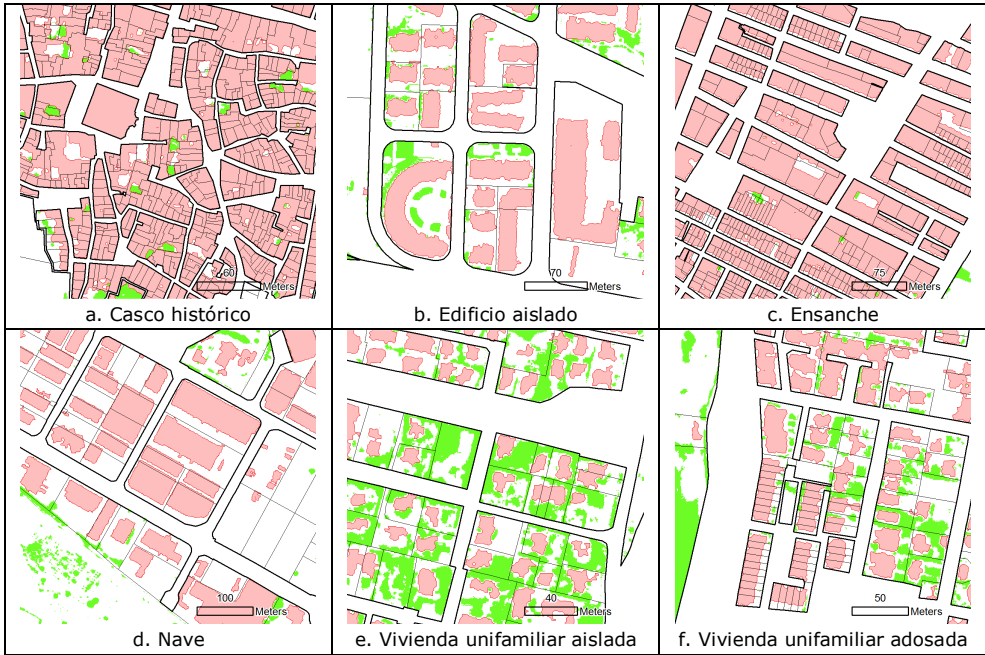 60
Meters
a. Casco histórico
70
Meters
b. Edificio aislado
75
Meters
c. Ensanche
100
Meters
d. Nave
40
Meters
e. Vivienda unifamiliar aislada
50
Meters
f. Vivienda unifamiliar adosada